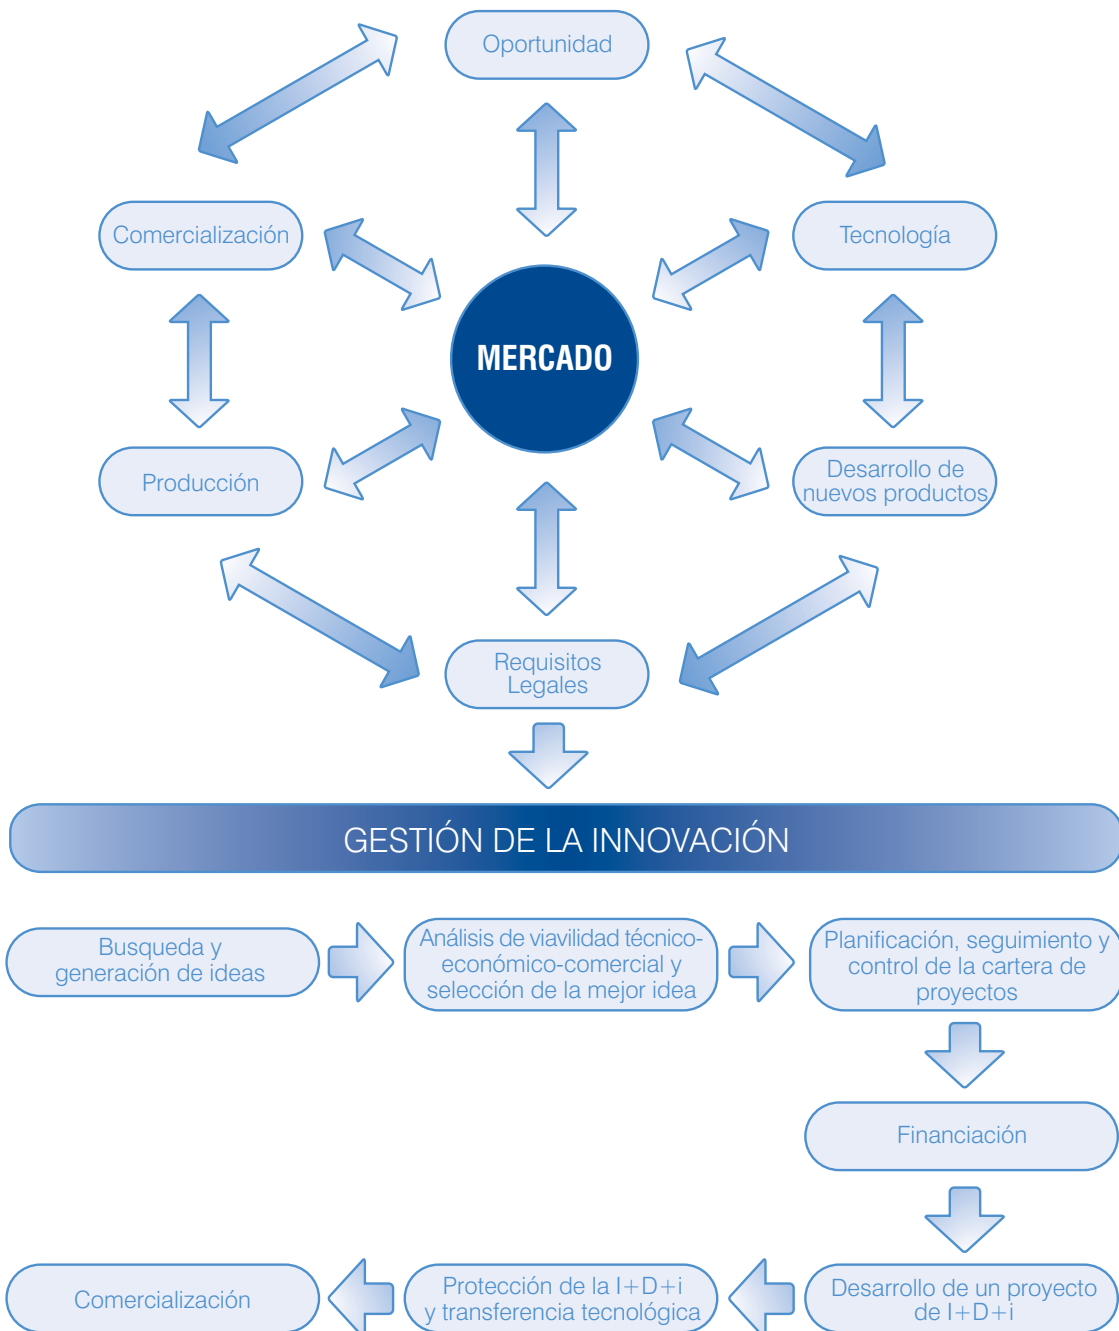 Oportunidad
Comercialización
Tecnología
MERCADO
Producción
Desarrollo de
nuevos productos
Requisitos
Legales
GESTIÓN DE LA INNOVACIÓN
Busqueda y
generación de ideas
Análisis de viavilidad técnico-
económico-comercial y
selección de la mejor idea
Planificación, seguimiento y
control de la cartera de
proyectos
Financiación
Comercialización
Protección de la I+D+i
y transferencia tecnológica
Desarrollo de un proyecto
de I+D+i